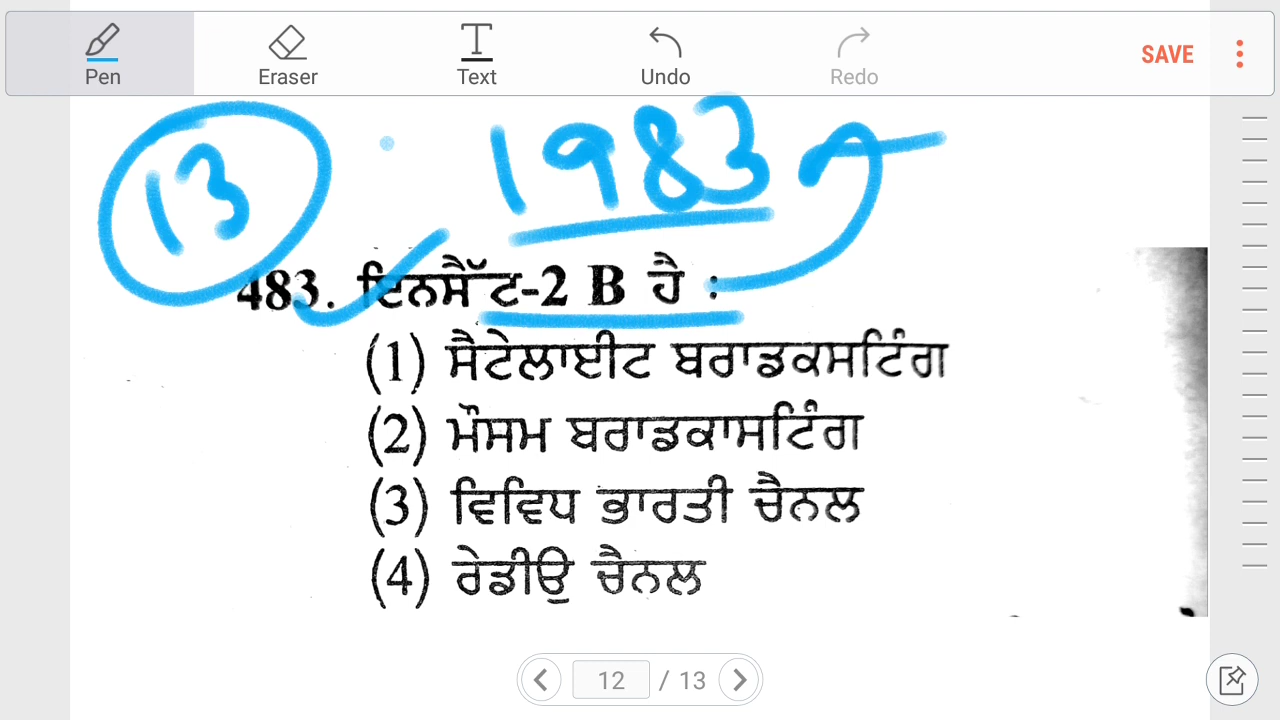 Pen Eraser Text Undo Redo SAVE
13 1983
483. ਇਨਸੈੱਟ-2 B ਹੈ :
(1) ਸੈਟੇਲਾਈਟ ਬਰਾਡਕਸਟਿੰਗ
(2) ਮੌਸਮ ਬਰਾਡਕਾਸਟਿੰਗ
(3) ਵਿਵਿਧ ਭਾਰਤੀ ਚੈਨਲ
(4) ਰੇਡੀਉ ਚੈਨਲ
12 / 13